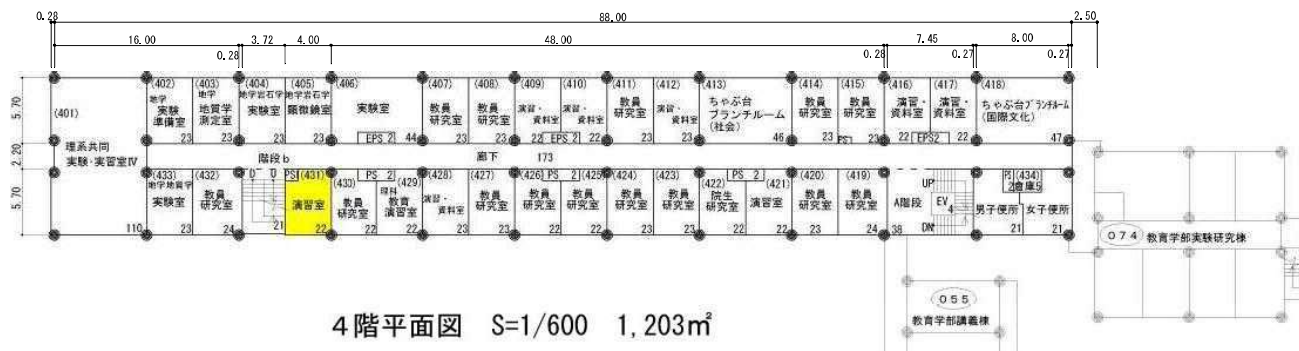 0.28
88.00
2.50
16.00
3.72
4.00
48.00
7.45
8.00
0.28
0.28
0.27
0.27
5.70
2.20
5.70
(401)
理系共同
実験・実習室Ⅳ
110
(402)
地学
実験
準備室
23
(403)
地学
地質学
測定室
23
(404)
地学岩石学
実験室
23
(405)
地学岩石学
顕微鏡室
23
(406)
実験室
EPS 2
44
(407)
教員
研究室
23
(408)
教員
研究室
23
(409)
演習・
資料室
22
EPS 2
(410)
演習・
資料室
22
(411)
教員
研究室
23
(412)
演習・
資料室
23
(413)
ちゃぶ台
ブランチルーム
(社会)
46
(414)
教員
研究室
23
PS1
(415)
教員
研究室
23
(416)
演習・
資料室
22
EPS2
(417)
演習・
資料室
22
(418)
ちゃぶ台ブランチルーム
(国際文化)
47
階段b
廊下 173
(433)
地学地質学
実験室
23
(432)
教員
研究室
24
D U
21
PS1
(431)
演習室
22
(433)
教員
研究室
22
PS 2
(429)
理科
教育
演習室
22
(428)
演習・
資料室
23
(427)
教員
研究室
23
(426)
教員
研究室
22
PS 2
(425)
教員
研究室
22
(424)
教員
研究室
23
(423)
教員
研究室
23
(422)
院生
研究室
22
PS 2
(421)
演習室
22
(420)
教員
研究室
23
(419)
教員
研究室
24
A階段
38
UP
EV
4
DN
PS
2
(434)
倉庫5
男子便所
21
女子便所
21
074
教育学部実験研究棟
055
教育学部講義棟
4階平面図 S=1/600 1,203㎡